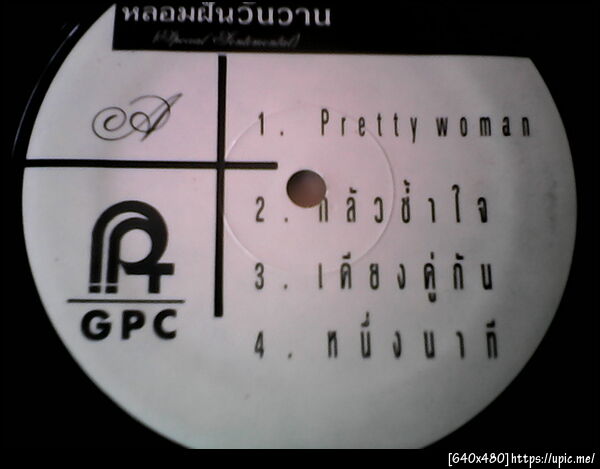 หลอมฝันวันวาน
(Special Sentimental)
A
1. Pretty woman
2. กลัวช้ำใจ
3. เคียงคู่กัน
4. หนึ่งนาที
GPC
[640x480]https://upic.me/